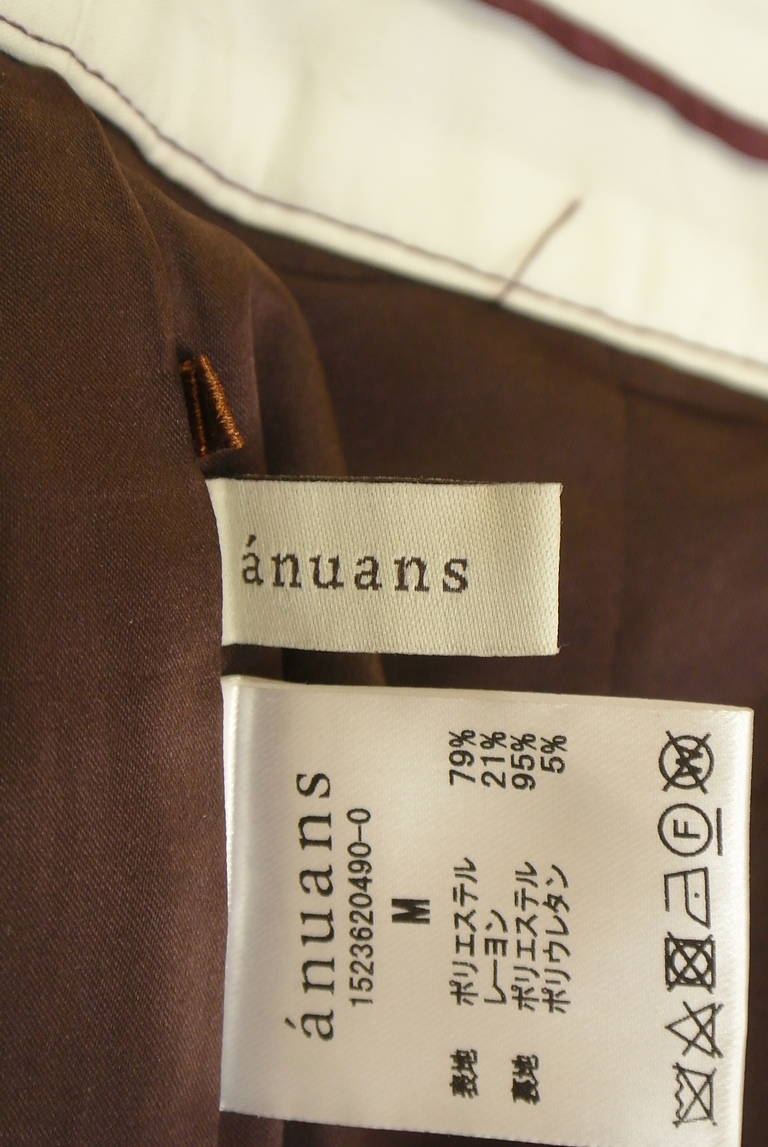 ánuans
ánuans
1523620490-0
M
表地 ポリエステル 79%
レーヨン 21%
裏地 ポリエステル 95%
ポリウレタン 5%
F W